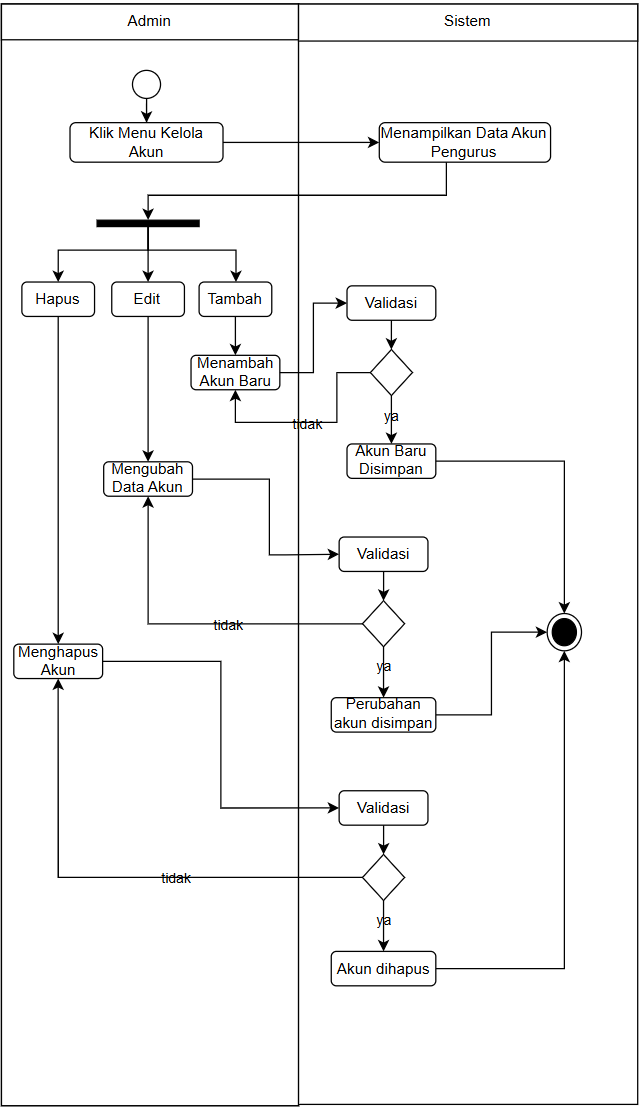 Admin
Sistem
Klik Menu Kelola
Akun
Menampilkan Data Akun
Pengurus
Hapus
Edit
Tambah
Validasi
Menambah
Akun Baru
tidak
ya
Akun Baru
Disimpan
Mengubah
Data Akun
Validasi
tidak
ya
Menghapus
Akun
Perubahan
akun disimpan
Validasi
tidak
ya
Akun dihapus